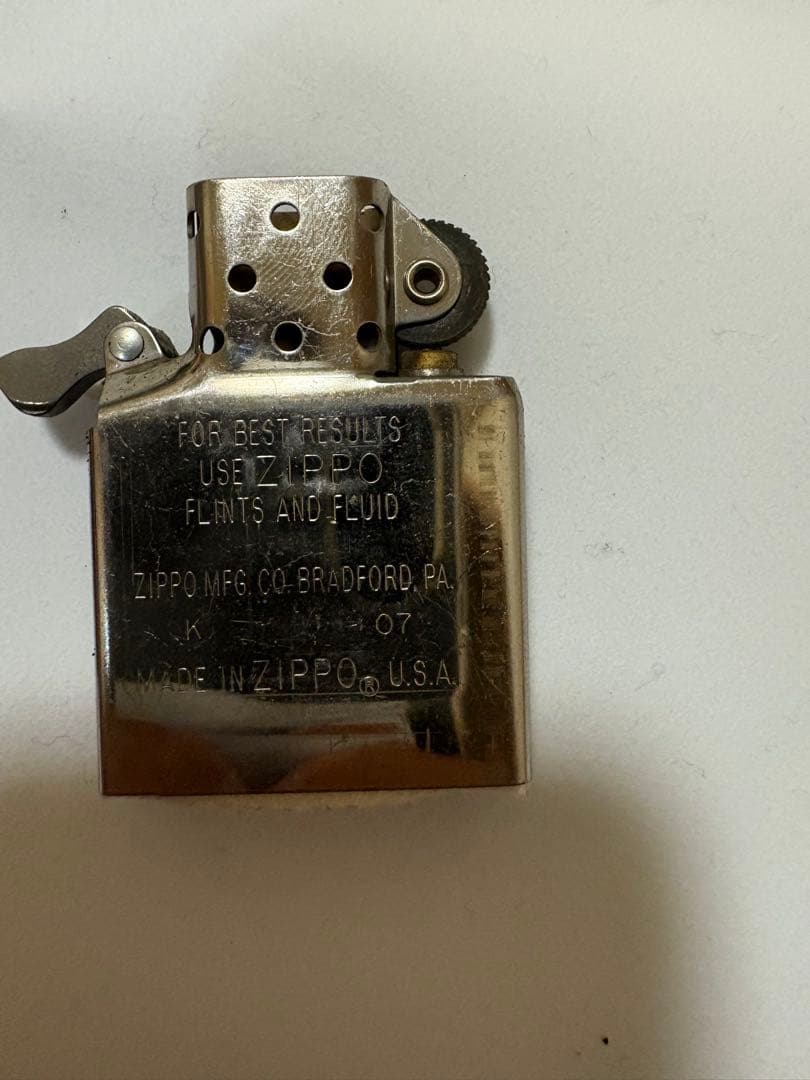 FOR BEST RESULTS
USE ZIPPO
FLINTS AND FLUID
ZIPPO MFG. CO. BRADFORD, PA.
K 07
MADE IN ZIPPO® U.S.A.